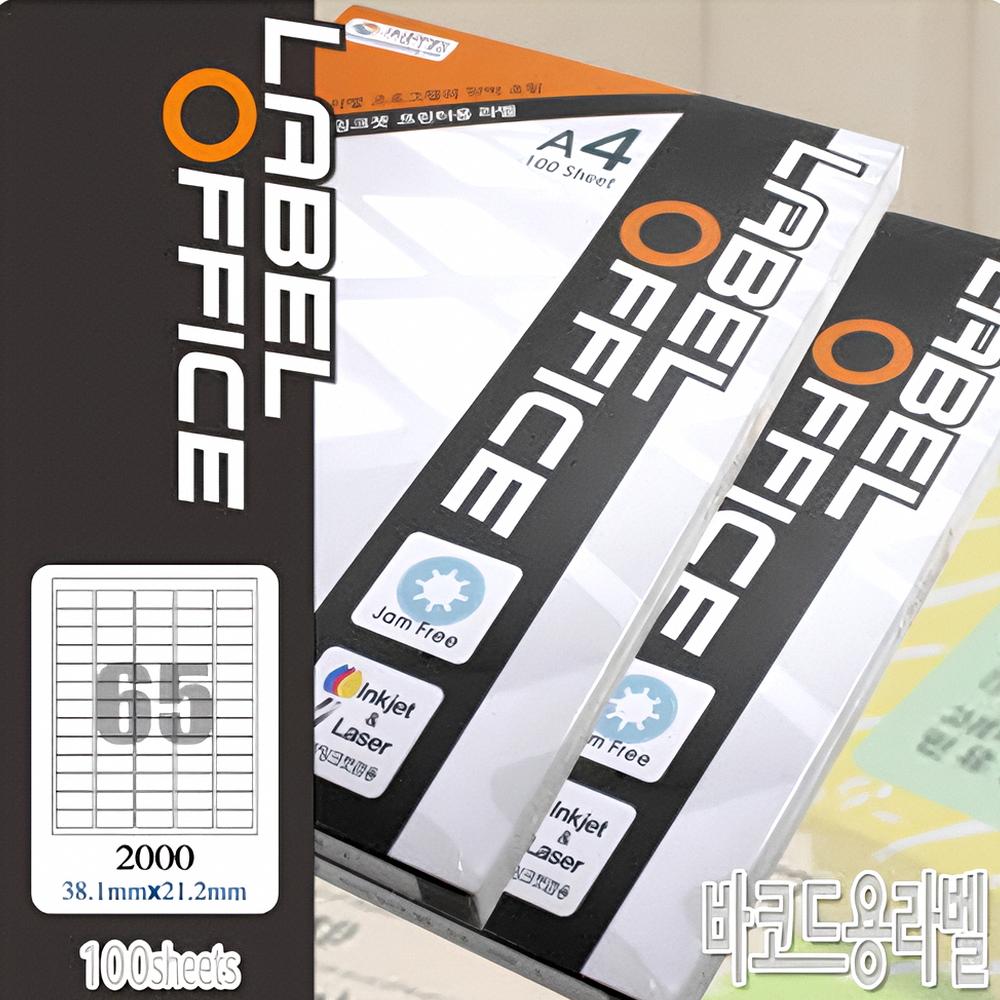 LABEL
OFFICE
65
2000
38.1mmx21.2mm
100sheets
A4
100 Sheet
LABEL
OFFICE
Jam Free
Inkjet
&
Laser
LABEL
OFFICE
m Free
Inkjet
&
Laser
바코드용라벨